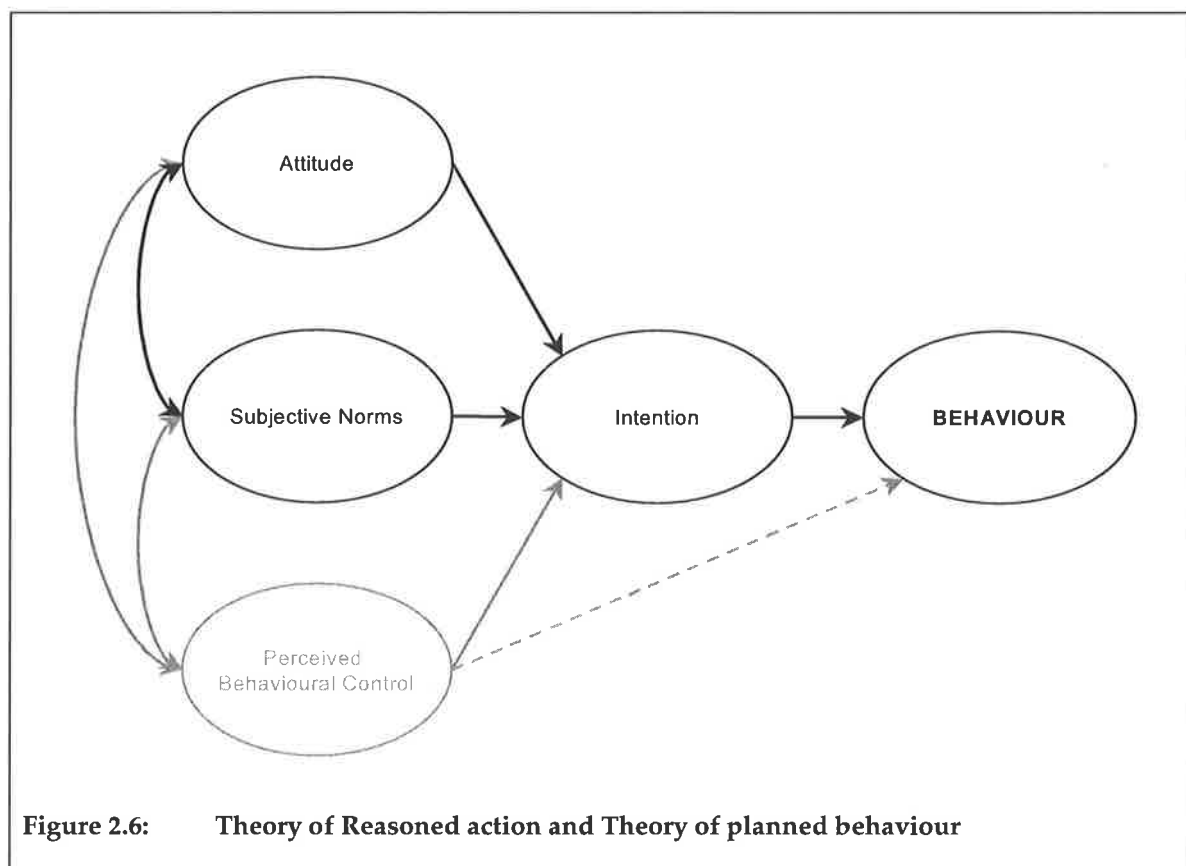 Attitude
Subjective Norms
Intention
BEHAVIOUR
Perceived
Behavioural Control
Figure 2.6: Theory of Reasoned action and Theory of planned behaviour